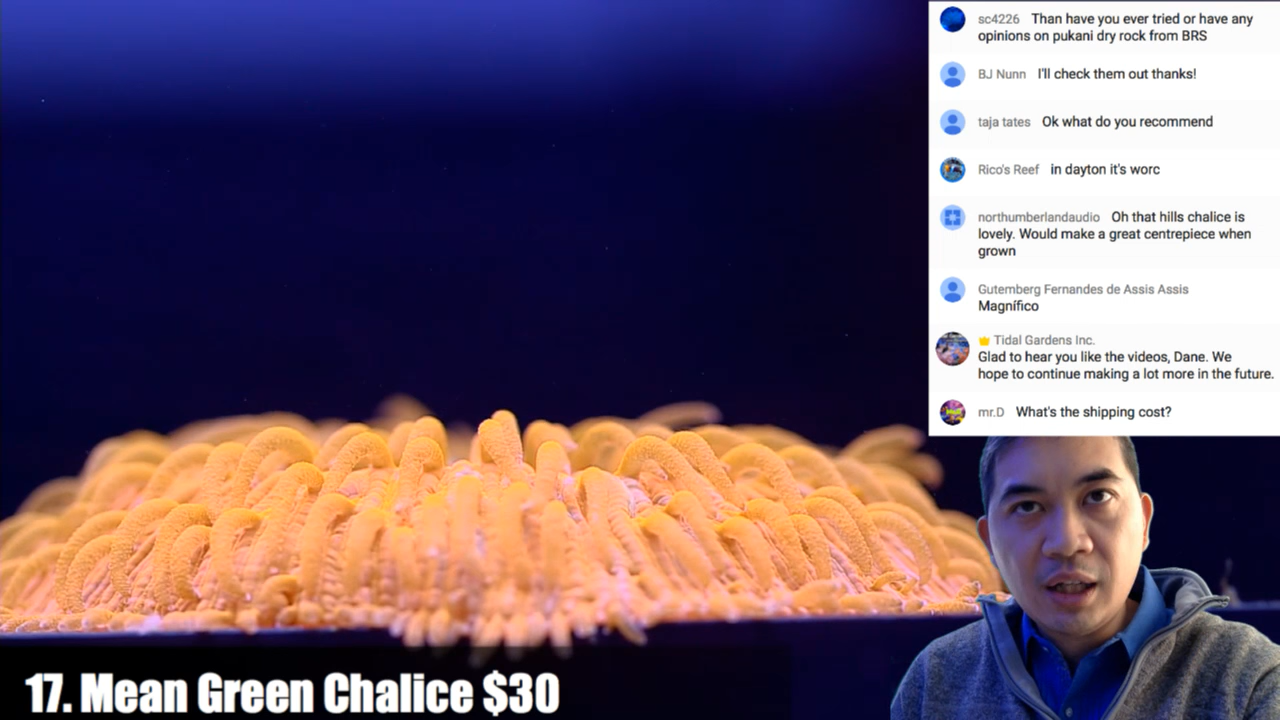 sc4226 Than have you ever tried or have any
opinions on pukani dry rock from BRS
BJ Nunn I'll check them out thanks!
taja tates Ok what do you recommend
Rico's Reef in dayton it's worc
northumberlandaudio Oh that hills chalice is
lovely. Would make a great centrepiece when
grown
Gutemberg Fernandes de Assis Assis
Magnífico
Tidal Gardens Inc.
Glad to hear you like the videos, Dane. We
hope to continue making a lot more in the future.
mr.D What's the shipping cost?
17. Mean Green Chalice $30